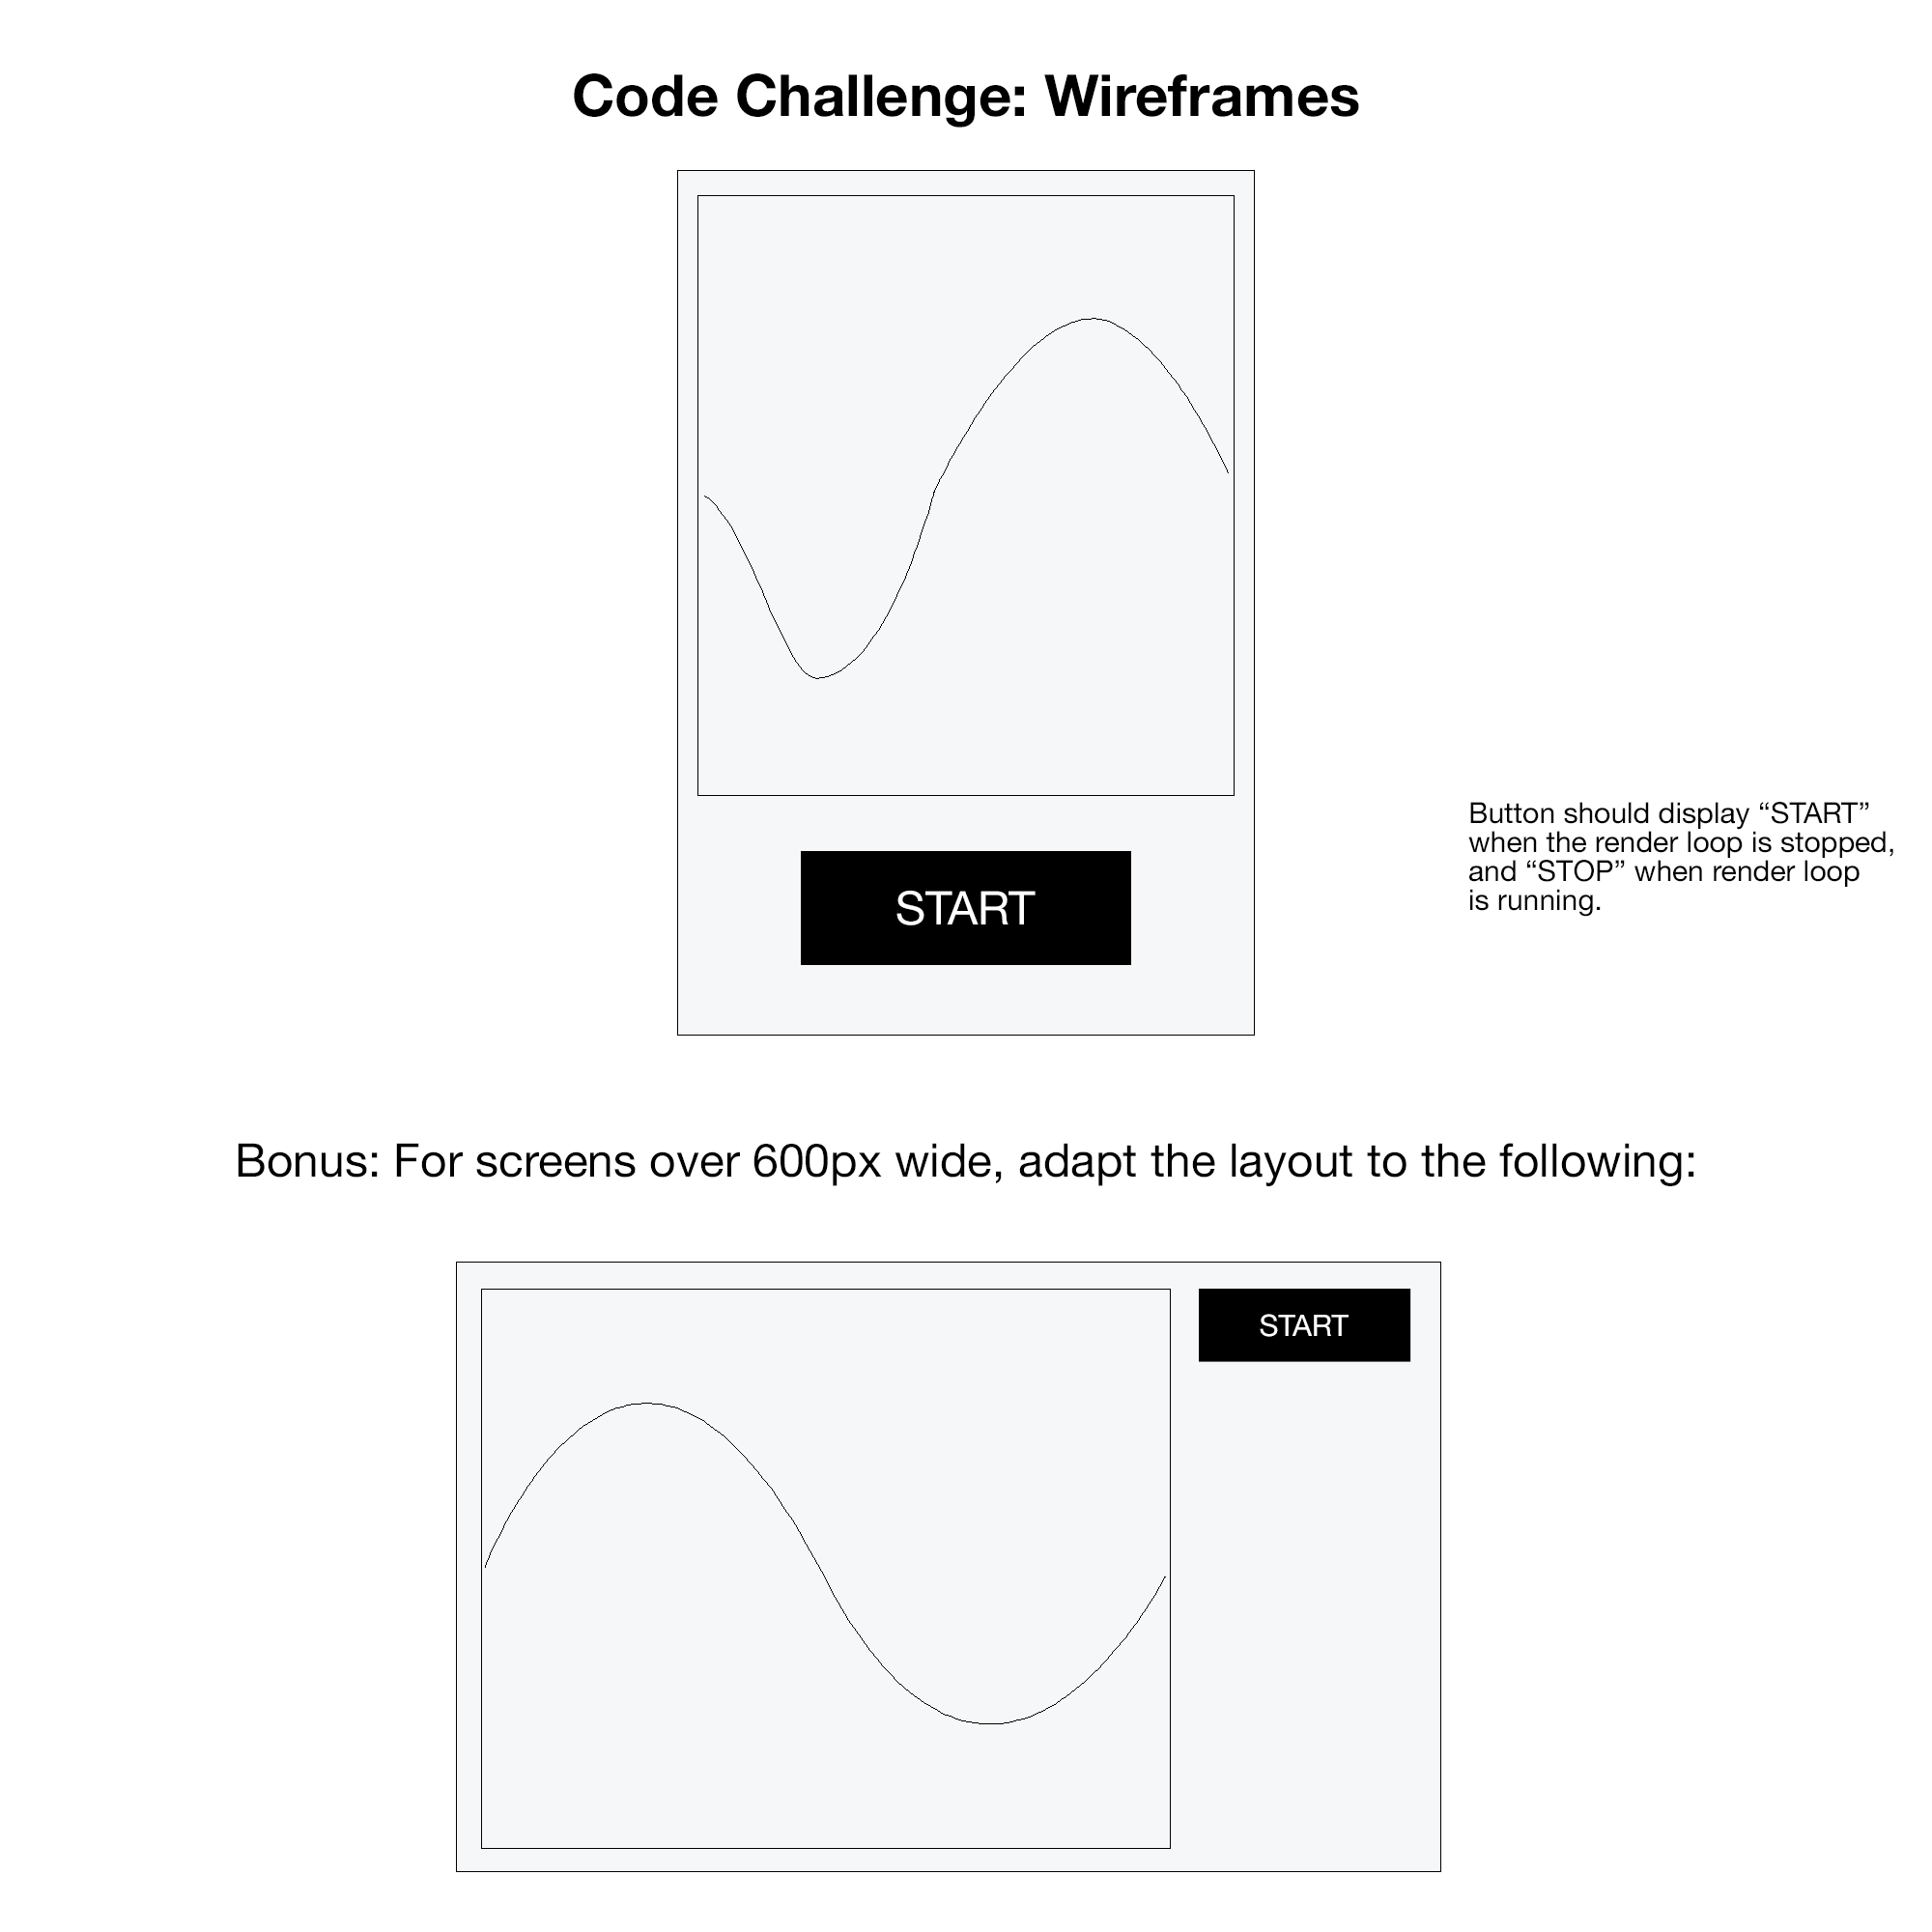 Code Challenge: Wireframes
Button should display “START”
when the render loop is stopped,
and “STOP” when render loop
is running.
START
Bonus: For screens over 600px wide, adapt the layout to the following:
START